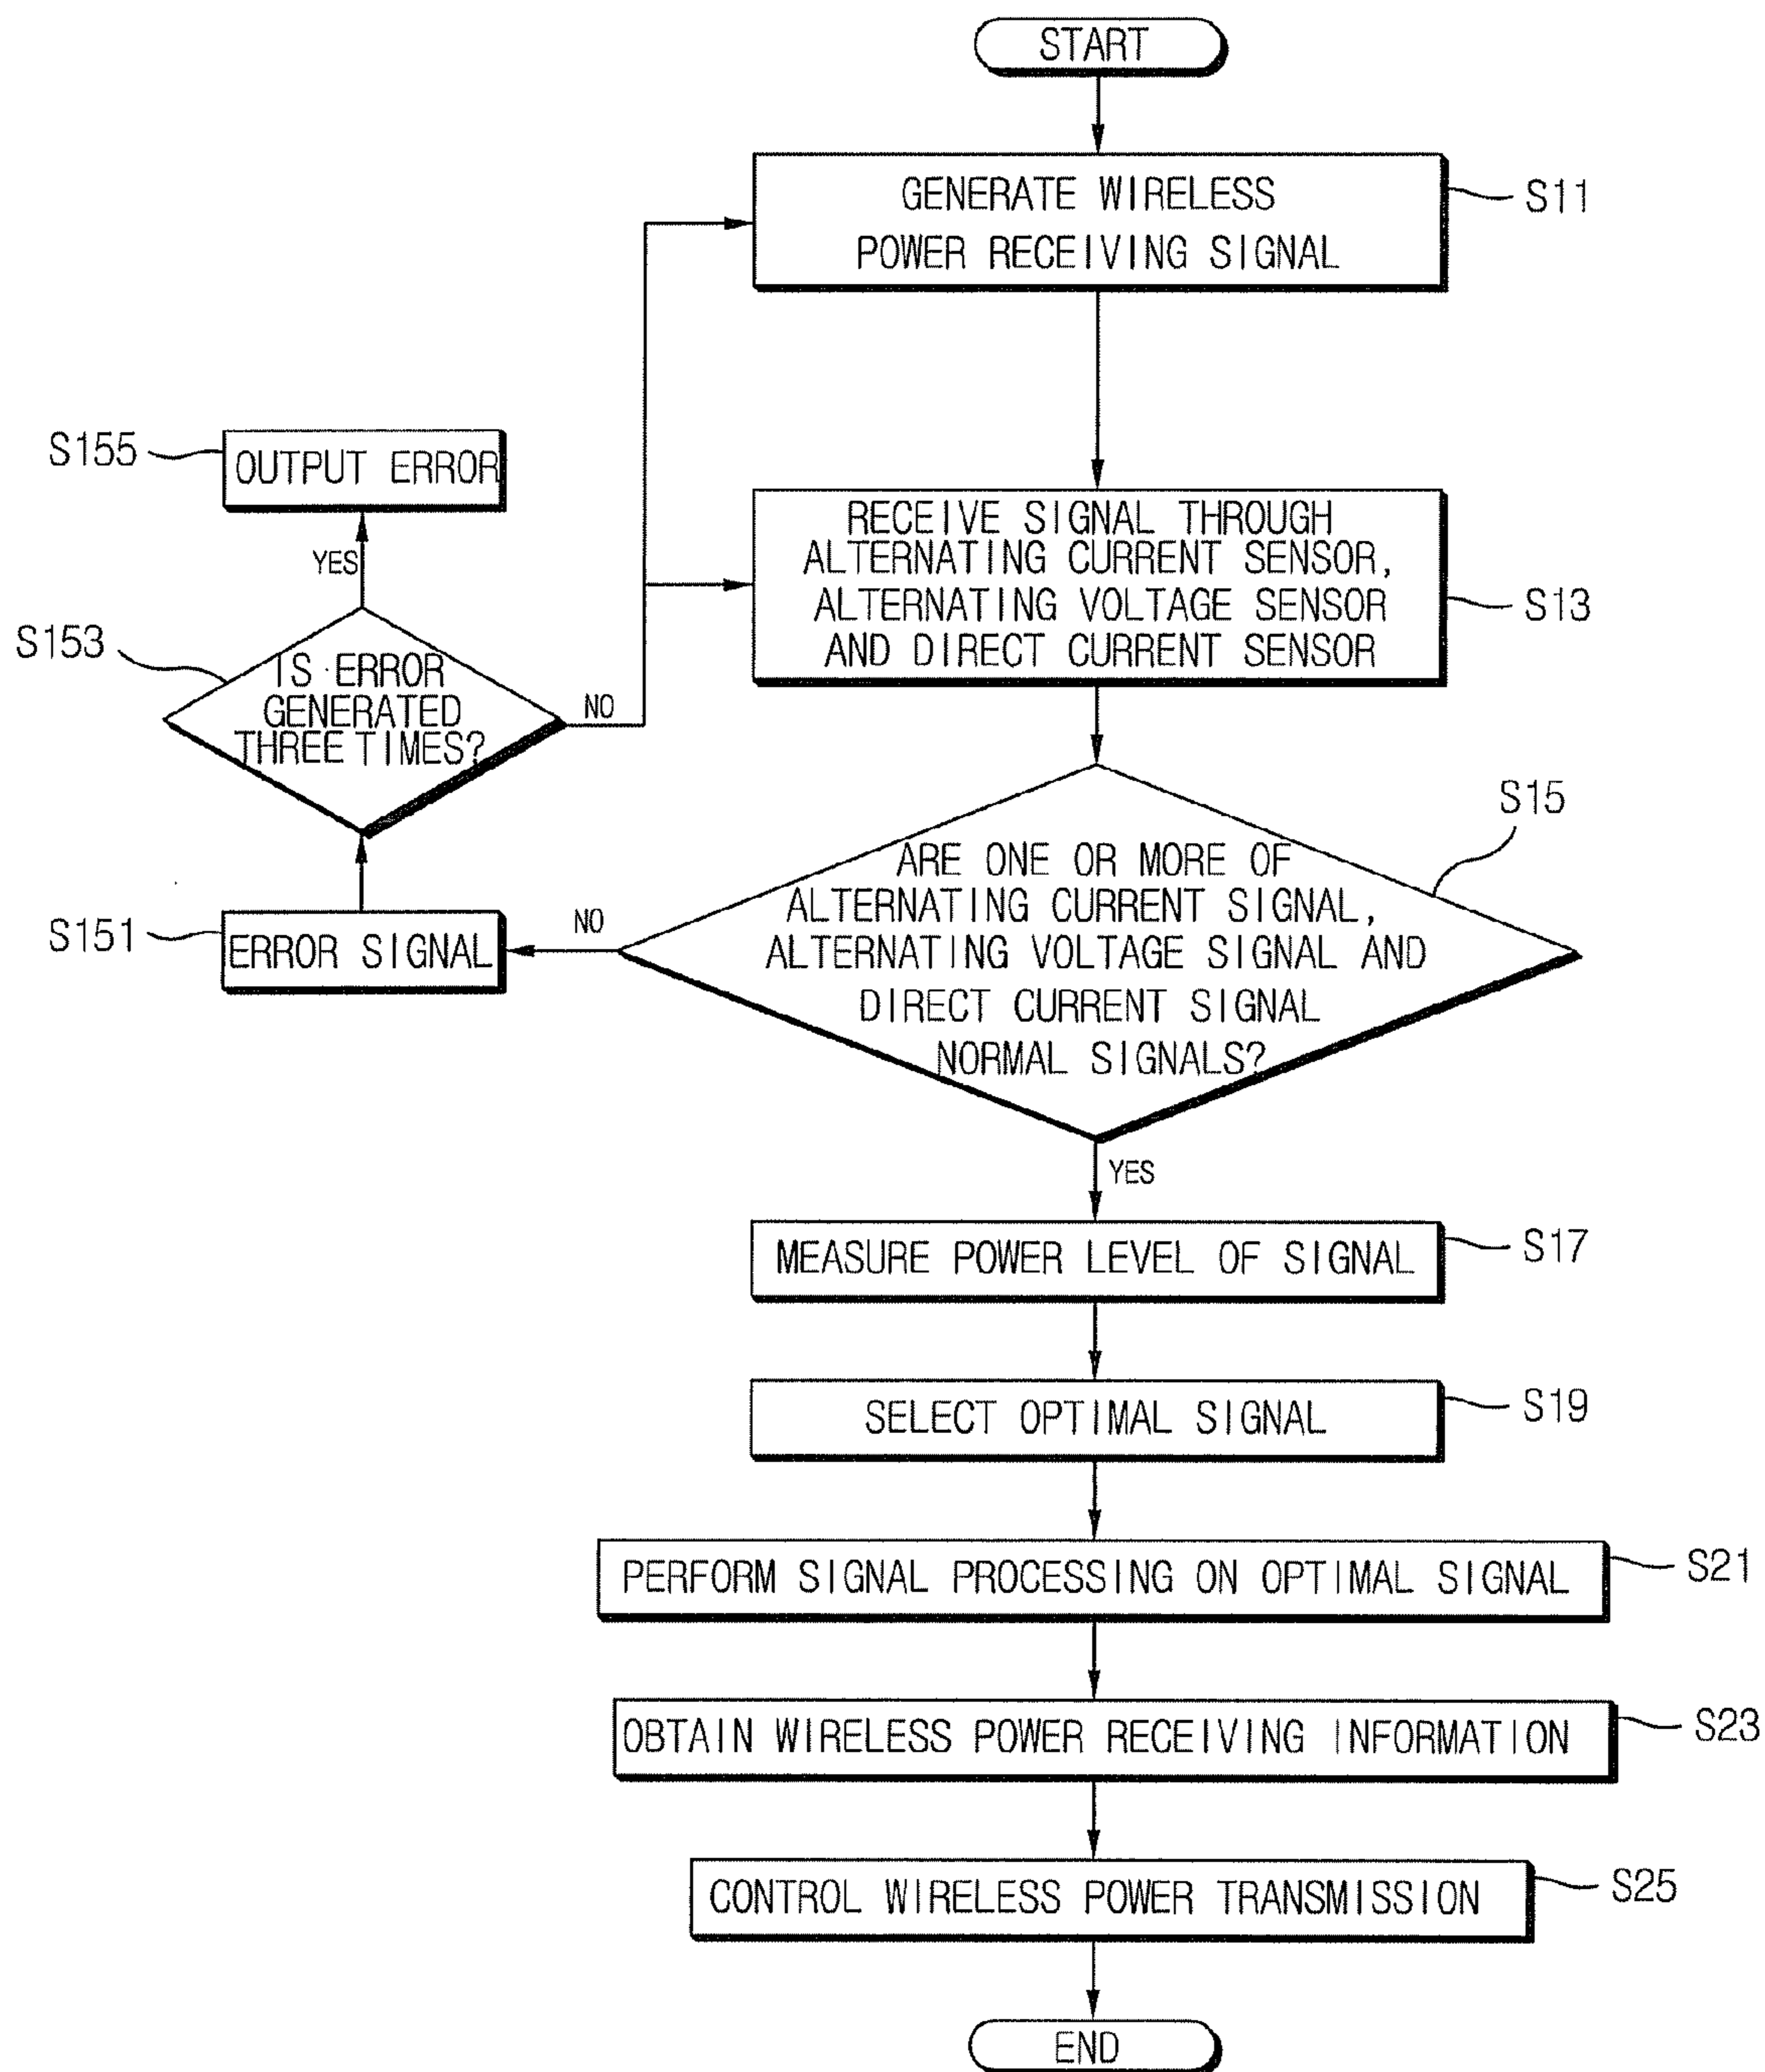 START
GENERATE WIRELESS
POWER RECEIVING SIGNAL
S11
S155
OUTPUT ERROR
YES
RECEIVE SIGNAL THROUGH
ALTERNATING CURRENT SENSOR,
ALTERNATING VOLTAGE SENSOR
AND DIRECT CURRENT SENSOR
S13
S153
IS ERROR
GENERATED
THREE TIMES?
NO
S15
ARE ONE OR MORE OF
ALTERNATING CURRENT SIGNAL,
ALTERNATING VOLTAGE SIGNAL AND
DIRECT CURRENT SIGNAL
NORMAL SIGNALS?
NO
S151
ERROR SIGNAL
YES
MEASURE POWER LEVEL OF SIGNAL
S17
SELECT OPTIMAL SIGNAL
S19
PERFORM SIGNAL PROCESSING ON OPTIMAL SIGNAL
S21
OBTAIN WIRELESS POWER RECEIVING INFORMATION
S23
CONTROL WIRELESS POWER TRANSMISSION
S25
END